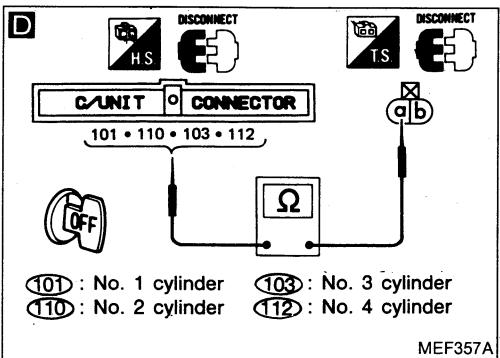 D
DISCONNECT
H.S.
DISCONNECT
T.S.
C/UNIT CONNECTOR
101 • 110 • 103 • 112
a b
Ω
OFF
101 : No. 1 cylinder 103 : No. 3 cylinder
110 : No. 2 cylinder 112 : No. 4 cylinder
MEF357A